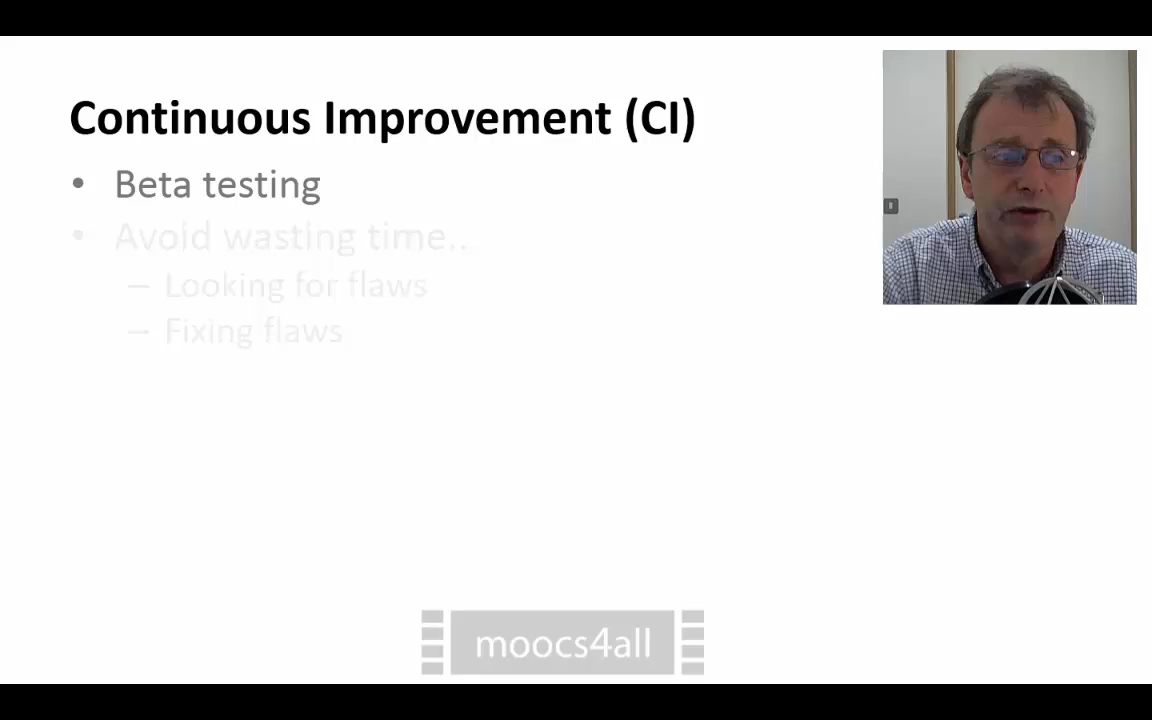 Continuous Improvement (CI)
• Beta testing
• Avoid wasting time..
– Looking for flaws
– Fixing flaws
moocs4all